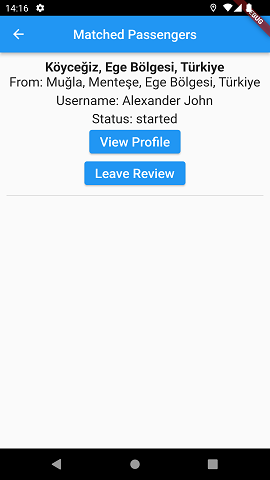 14:16
DEBUG
Matched Passengers
Köyceğiz, Ege Bölgesi, Türkiye
From: Muğla, Menteşe, Ege Bölgesi, Türkiye
Username: Alexander John
Status: started
View Profile
Leave Review